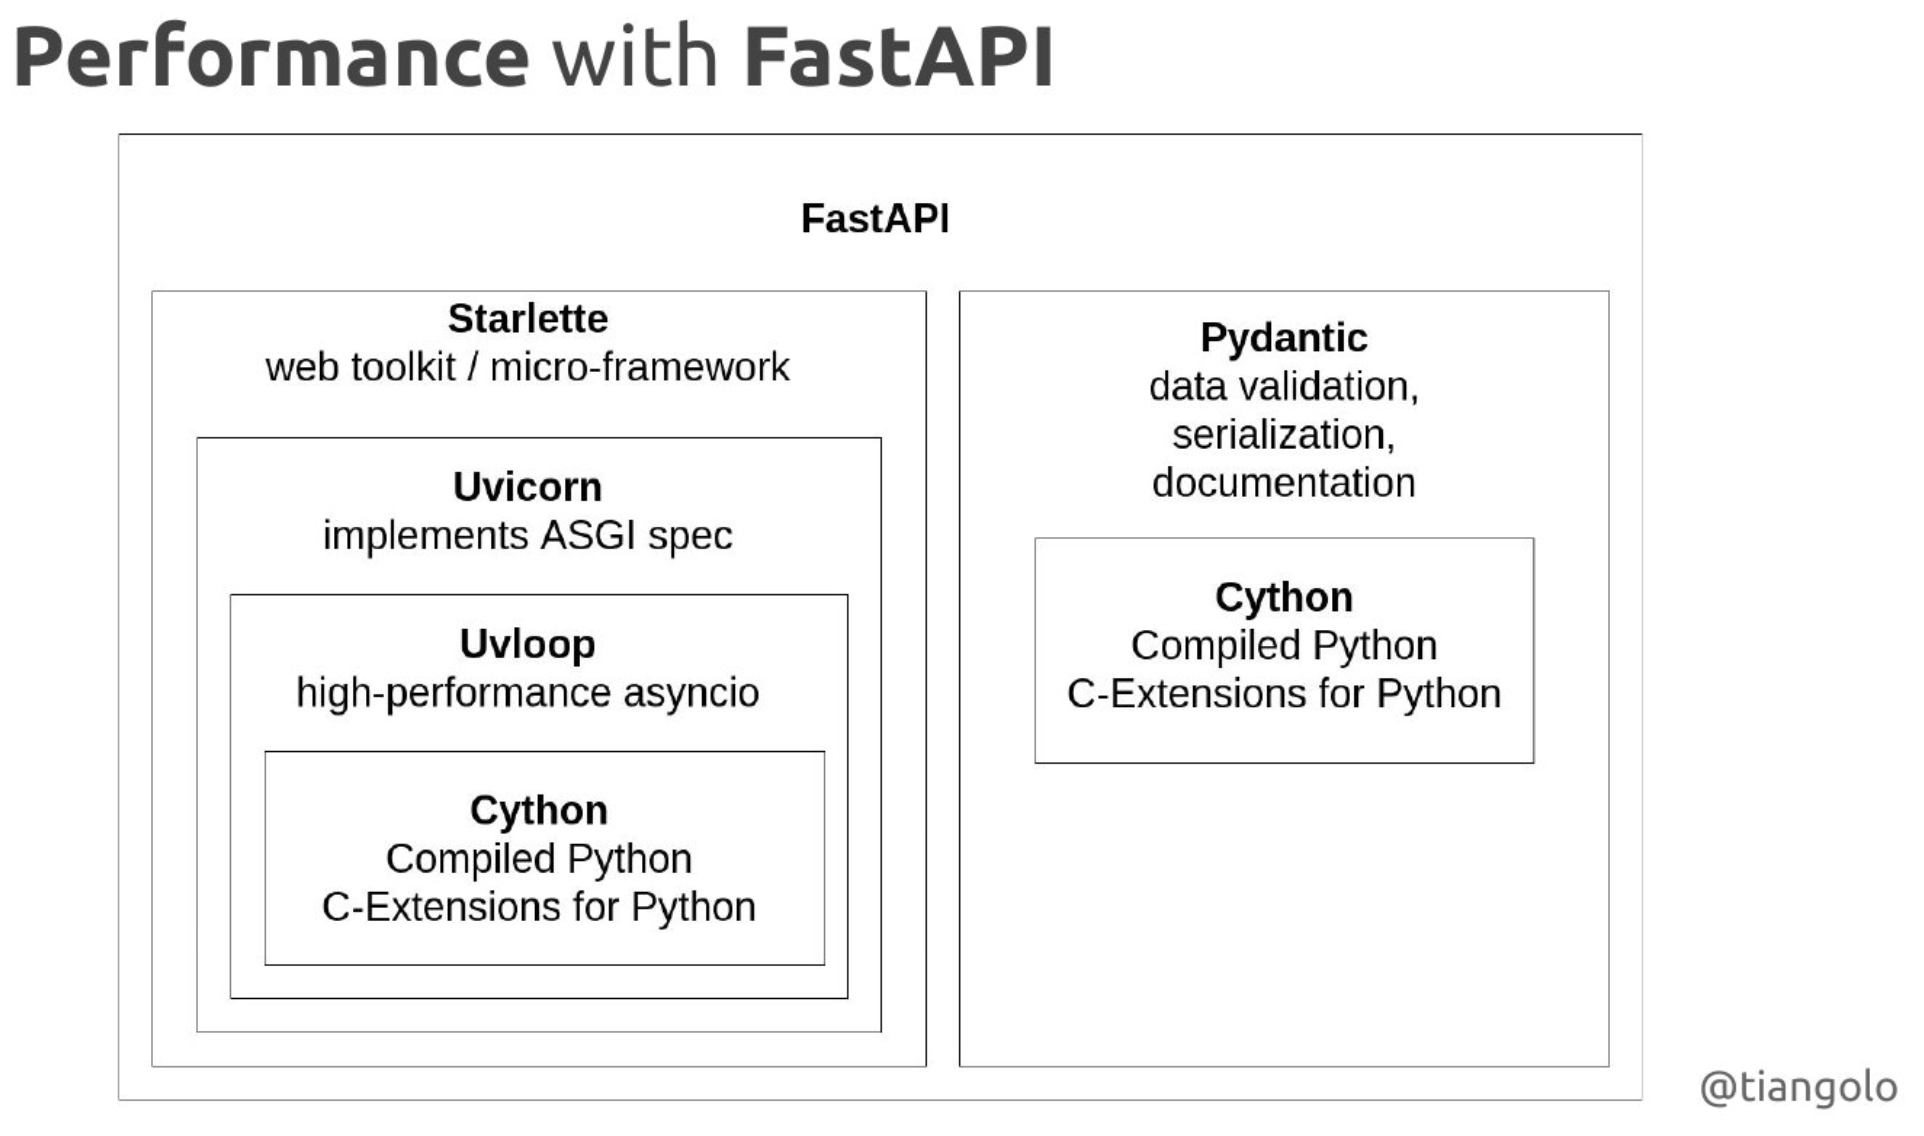 Performance with FastAPI
FastAPI
Starlette
web toolkit / micro-framework
Uvicorn
implements ASGI spec
Uvloop
high-performance asyncio
Cython
Compiled Python
C-Extensions for Python
Pydantic
data validation,
serialization,
documentation
Cython
Compiled Python
C-Extensions for Python
@tiangolo